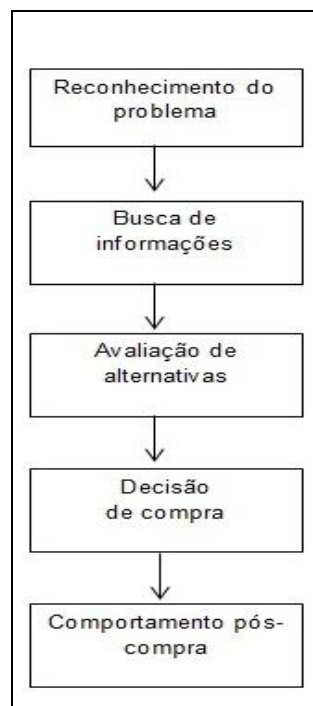 Reconhecimento do
problema
Busca de
informações
Avaliação de
alternativas
Decisão
de compra
Comportamento pós-
compra